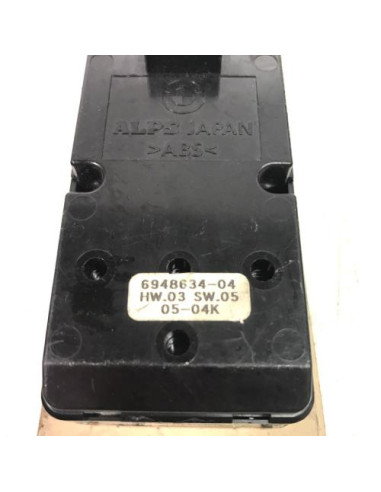 ALPS JAPAN
>ABS<
6948634-04
HW.03 SW.05
05-04K